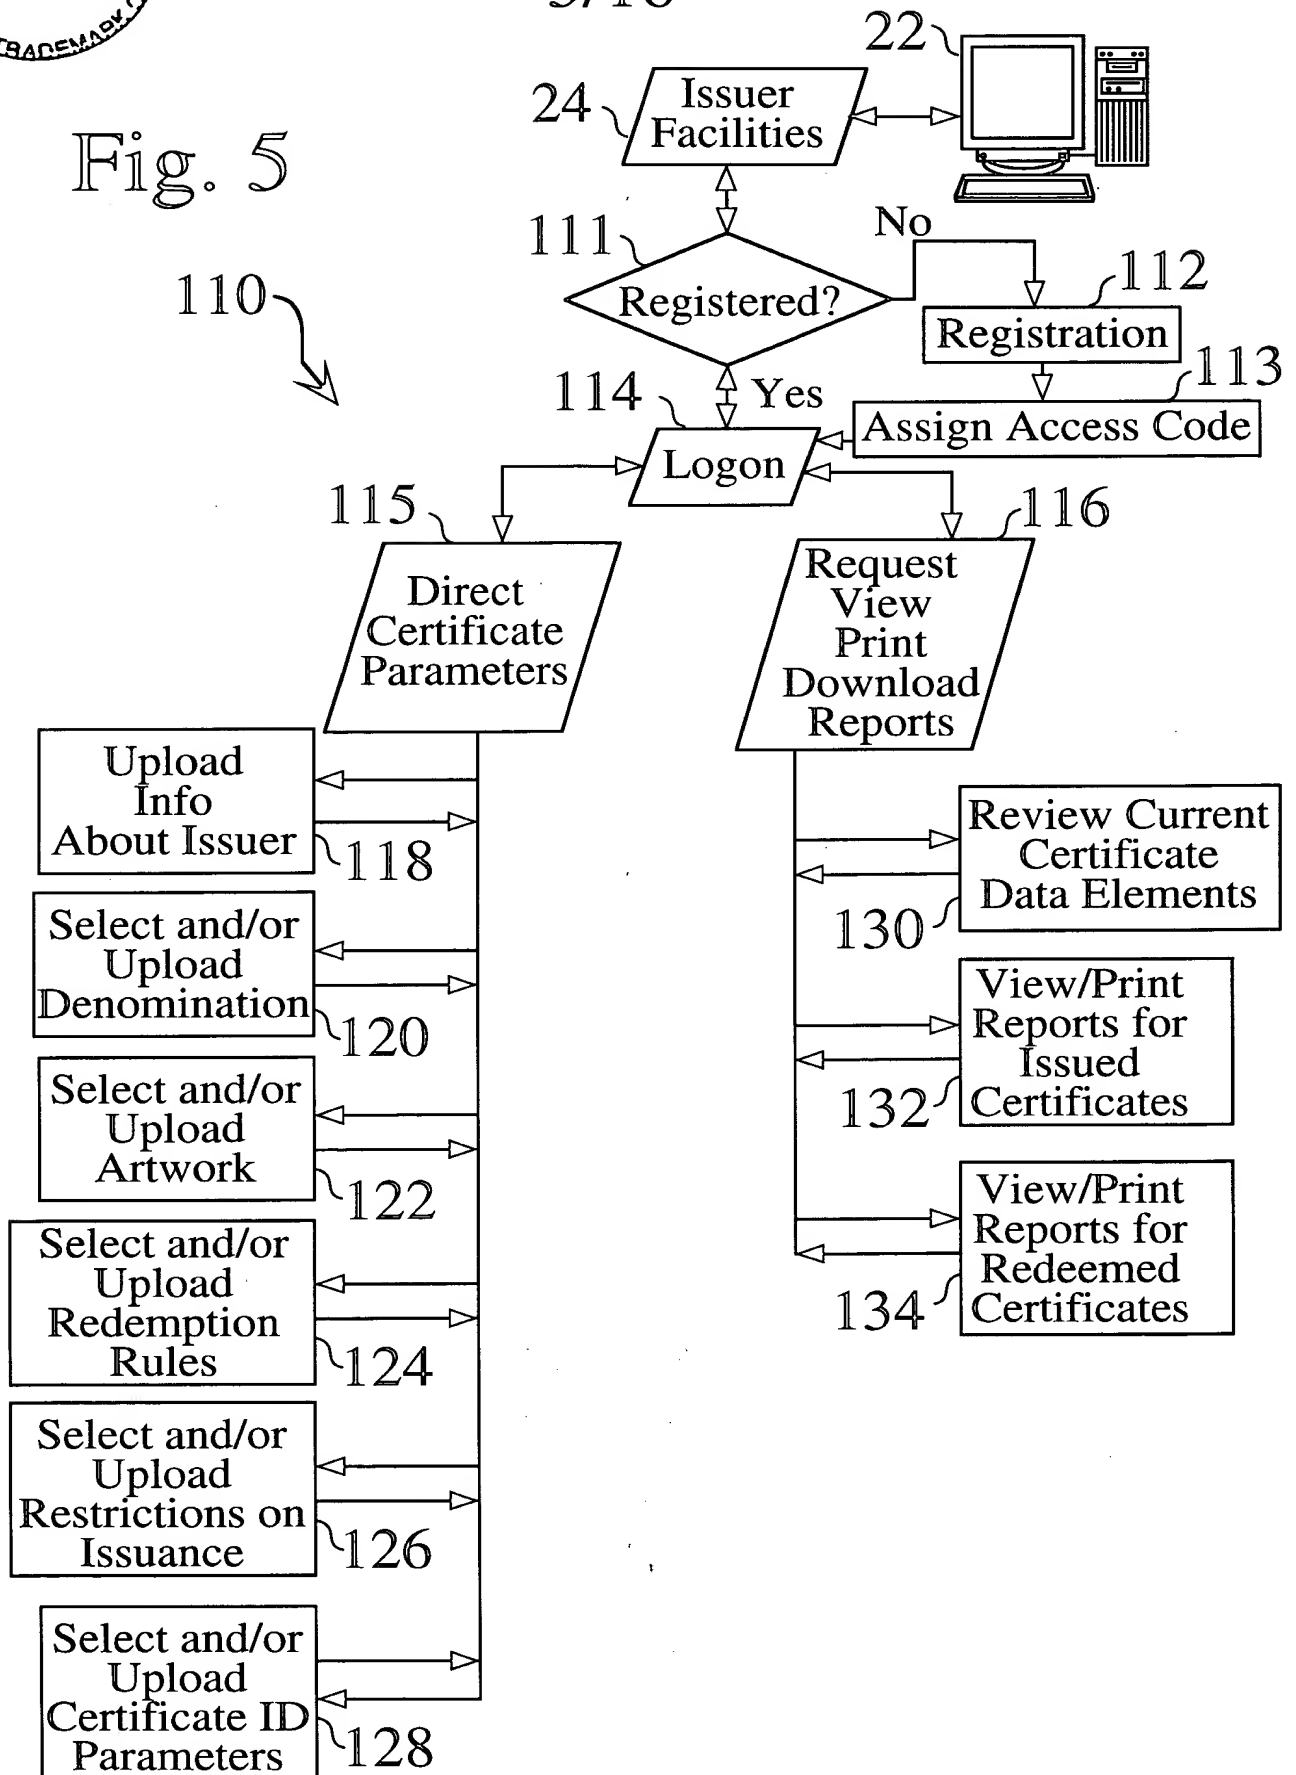 TRADEMARK
Fig. 5
22
24
Issuer
Facilities
111
No
Registered?
110
112
Registration
113
114
Yes
Assign Access Code
Logon
115
116
Direct
Certificate
Parameters
Request
View
Print
Download
Reports
Upload
Info
About Issuer
118
Select and/or
Upload
Denomination
120
Select and/or
Upload
Artwork
122
Select and/or
Upload
Redemption
Rules
124
Select and/or
Upload
Restrictions on
Issuance
126
Select and/or
Upload
Certificate ID
Parameters
128
Review Current
Certificate
Data Elements
130
View/Print
Reports for
Issued
Certificates
132
View/Print
Reports for
Redeemed
Certificates
134